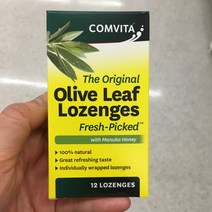 COMVITA
The Original
Olive Leaf
Lozenges
Fresh-Picked™
with Manuka Honey
• 100% natural
• Great refreshing taste
• Individually wrapped lozenges
12 LOZENGES